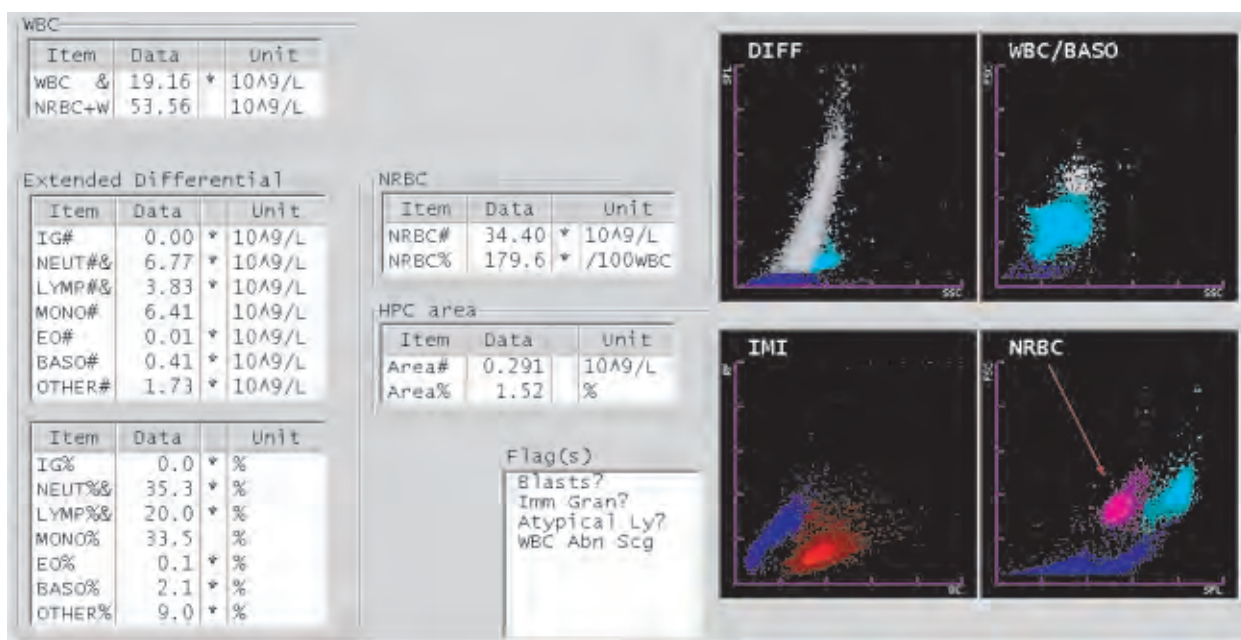 WBC
Item Data Unit
WBC & 19.16 * 10^9/L
NRBC+W 53.56 10^9/L
Extended Differential
Item Data Unit
IG# 0.00 * 10^9/L
NEUT#& 6.77 * 10^9/L
LYMP#& 3.83 * 10^9/L
MONO# 6.41 10^9/L
EO# 0.01 * 10^9/L
BASO# 0.41 * 10^9/L
OTHER# 1.73 * 10^9/L
Item Data Unit
IG% 0.0 * %
NEUT%& 35.3 * %
LYMP%& 20.0 * %
MONO% 33.5 %
EO% 0.1 * %
BASO% 2.1 * %
OTHER% 9.0 * %
NRBC
Item Data Unit
NRBC# 34.40 * 10^9/L
NRBC% 179.6 * /100WBC
HPC area
Item Data Unit
Area# 0.291 10^9/L
Area% 1.52 %
Flag(s)
Blasts?
Imm Gran?
Atypical Ly?
WBC Abn Scg
DIFF
SFL
SSC
WBC/BASO
FSC
SSC
IMI
RF
DC
NRBC
FSC
SFL